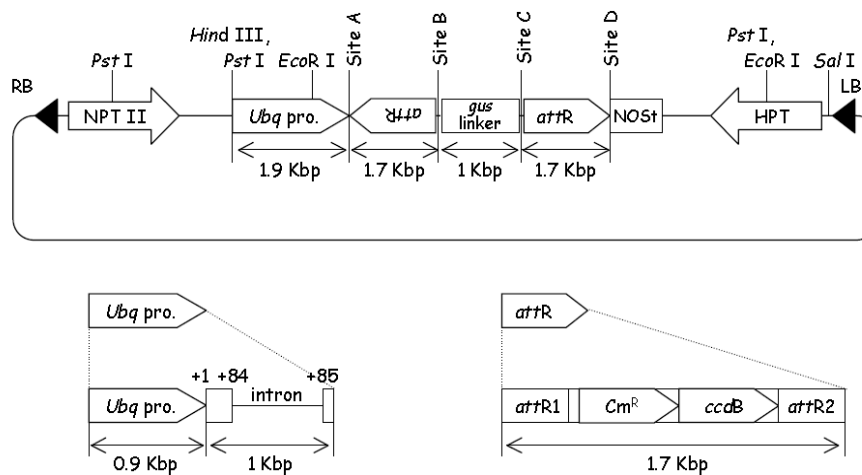 Hind III,
Pst I,
Site A
Site B
Site C
Site D
Pst I
Pst I
EcoR I
EcoR I
Sal I
RB
LB
NPT II
Ubq pro.
attR
gus
linker
attR
NOSt
HPT
1.9 Kbp
1.7 Kbp
1 Kbp
1.7 Kbp
Ubq pro.
attR
+1
+84
+85
intron
Ubq pro.
attR1
CmR
ccdB
attR2
0.9 Kbp
1 Kbp
1.7 Kbp